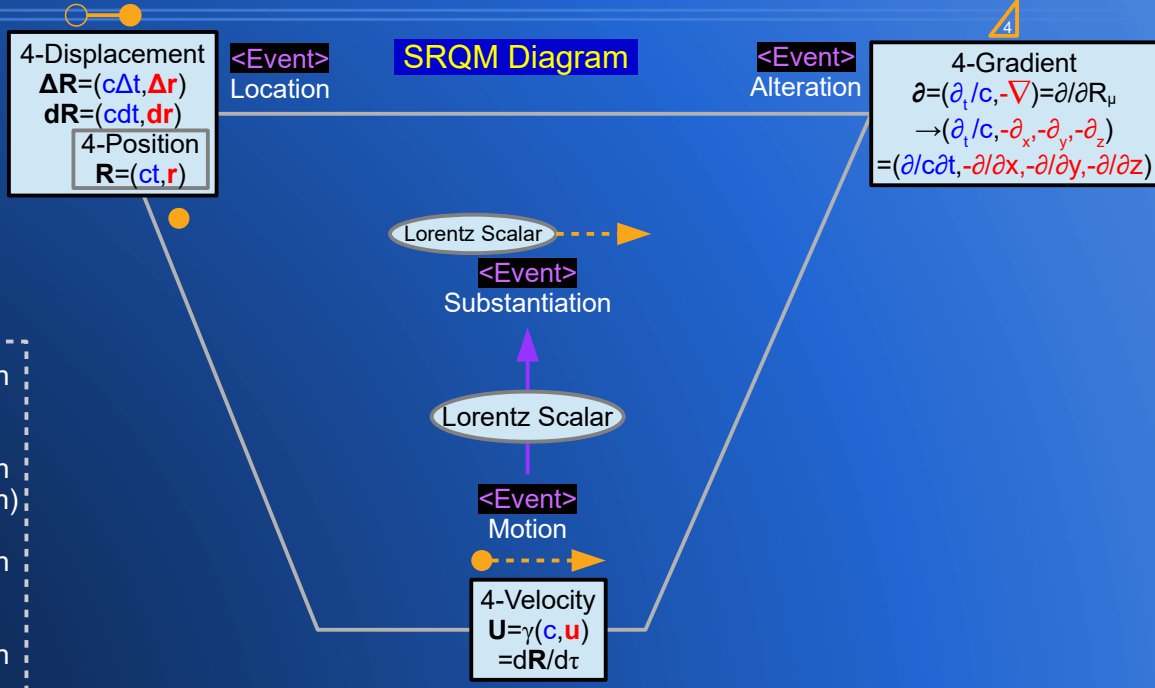 4-Displacement
ΔR=(cΔt,Δr)
dR=(cdt,dr)
4-Position
R=(ct,r)
<Event>
Location
SRQM Diagram
<Event>
Alteration
4
4-Gradient
∂=(∂ₜ/c,-∇)=∂/∂Rμ
→(∂ₜ/c,-∂ₓ,-∂y,-∂z)
=(∂/c∂t,-∂/∂x,-∂/∂y,-∂/∂z)
Lorentz Scalar
<Event>
Substantiation
Lorentz Scalar
<Event>
Motion
4-Velocity
U=γ(c,u)
=dR/dτ